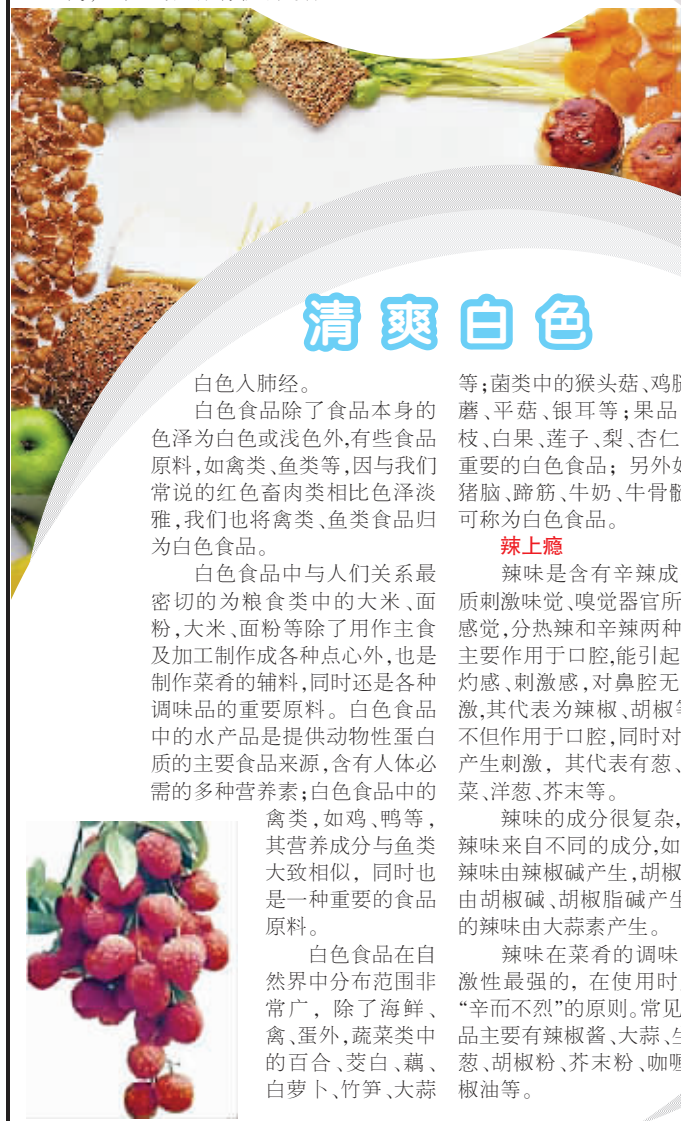 清爽白色
白色入肺经。
白色食品除了食品本身的
色泽为白色或浅色外,有些食品
原料,如禽类、鱼类等,因与我们
常说的红色畜肉类相比色泽淡
雅,我们也将禽类、鱼类食品归
为白色食品。
白色食品中与人们关系最
密切的为粮食类中的大米、面
粉,大米、面粉等除了用作主食
及加工制作成各种点心外,也是
制作菜肴的辅料,同时还是各种
调味品的重要原料。白色食品
中的水产品是提供动物性蛋白
质的主要食品来源,含有人体必
需的多种营养素;白色食品中的
禽类,如鸡、鸭等,
其营养成分与鱼类
大致相似，同时也
是一种重要的食品
原料。
白色食品在自
然界中分布范围非
常广，除了海鲜、
禽、蛋外,蔬菜类中
的百合、茭白、藕、
白萝卜、竹笋、大蒜
等;菌类中的猴头菇、鸡腿
蘑、平菇、银耳等;果品
枝、白果、莲子、梨、杏仁
重要的白色食品；另外如
猪脑、蹄筋、牛奶、牛骨髓
可称为白色食品。
辣上瘾
辣味是含有辛辣成
质刺激味觉、嗅觉器官所
感觉,分热辣和辛辣两种
主要作用于口腔,能引起
灼感、刺激感,对鼻腔无
激,其代表为辣椒、胡椒
不但作用于口腔,同时对
产生刺激，其代表有葱、
菜、洋葱、芥末等。
辣味的成分很复杂,
辣味来自不同的成分,如
辣味由辣椒碱产生,胡椒
由胡椒碱、胡椒脂碱产生
的辣味由大蒜素产生。
辣味在菜肴的调味
激性最强的，在使用时
“辛而不烈”的原则。常见
品主要有辣椒酱、大蒜、生
葱、胡椒粉、芥末粉、咖喱
椒油等。